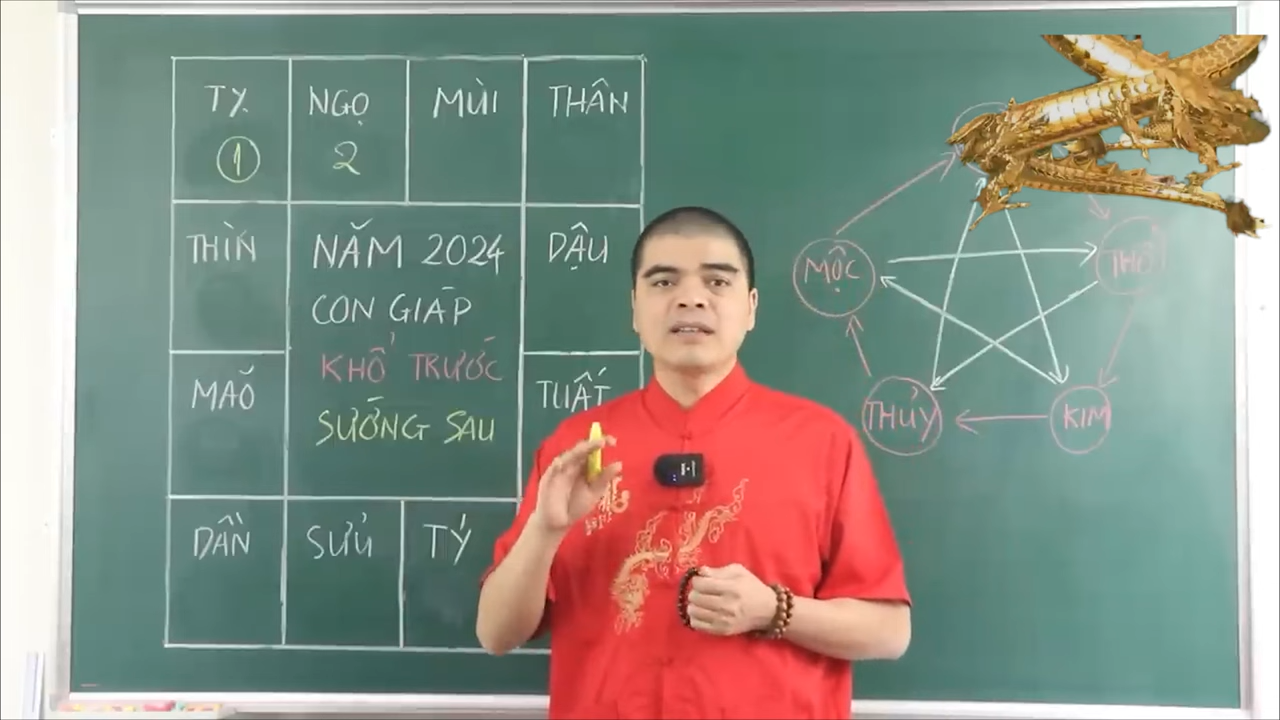 TỴ
1
NGỌ
2
MÙI
THÂN
THÌN
NĂM 2024
CON GIÁP
KHỔ TRƯỚC
SƯỚNG SAU
DẬU
MÃO
TUẤT
DẦN
SỬU
TÝ
MỘC
THỔ
THỦY
KIM